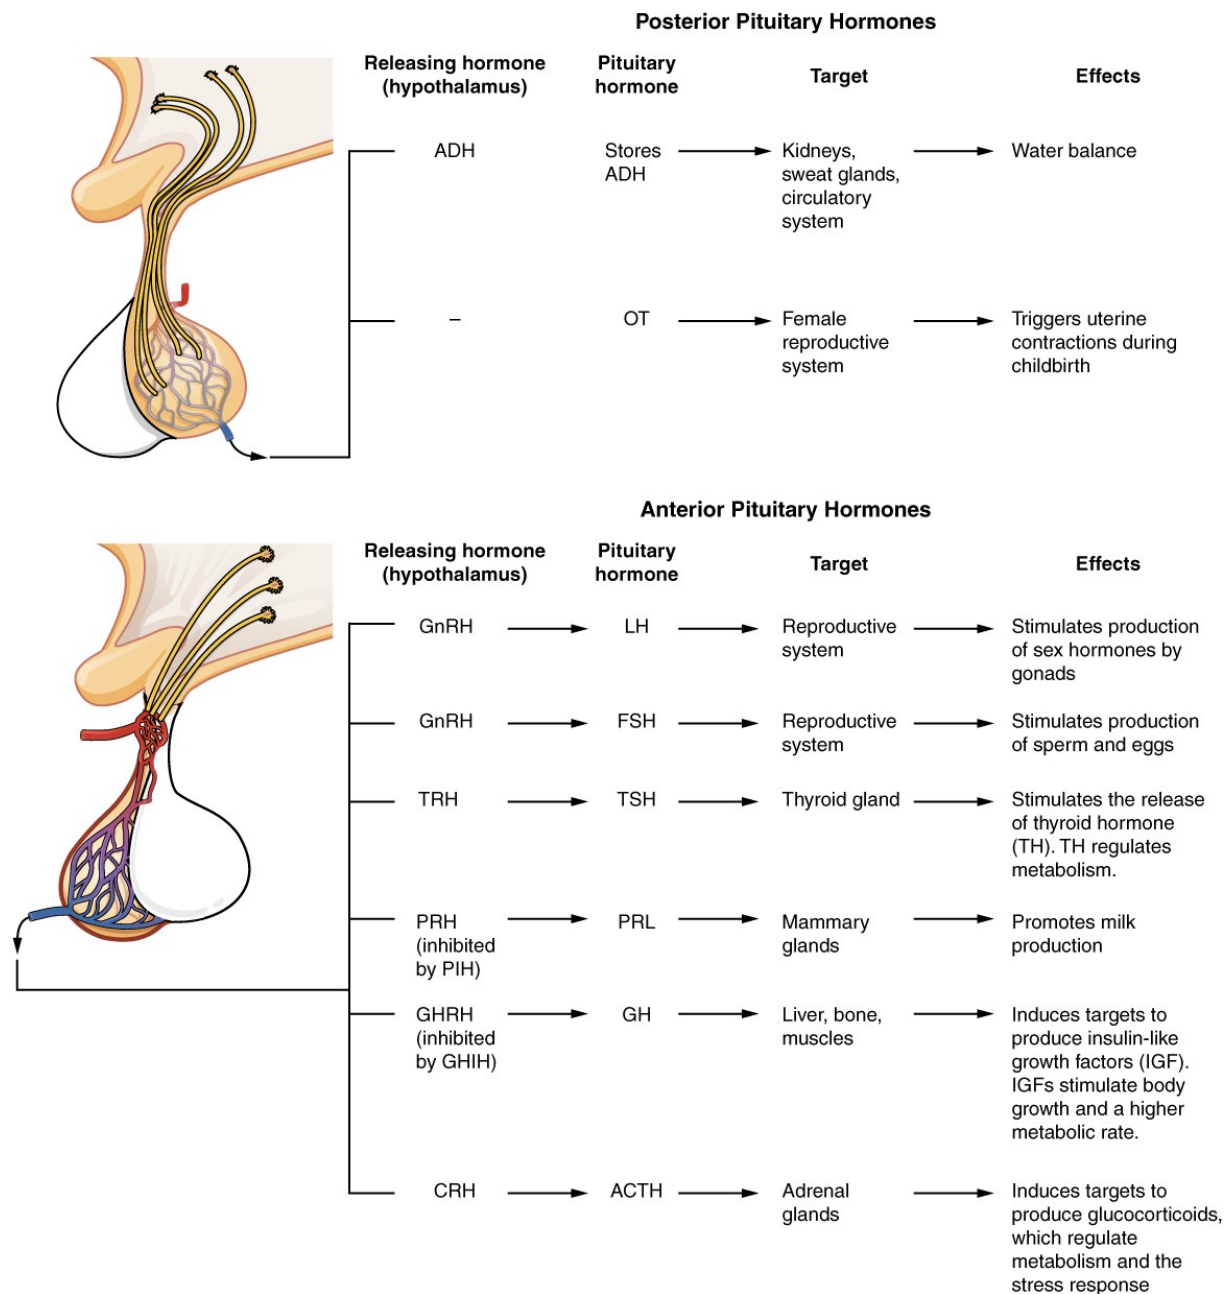 Posterior Pituitary Hormones
Releasing hormone
(hypothalamus)
Pituitary
hormone
Target
Effects
ADH
Stores
ADH
Kidneys,
sweat glands,
circulatory
system
Water balance
–
OT
Female
reproductive
system
Triggers uterine
contractions during
childbirth
Anterior Pituitary Hormones
Releasing hormone
(hypothalamus)
Pituitary
hormone
Target
Effects
GnRH
LH
Reproductive
system
Stimulates production
of sex hormones by
gonads
GnRH
FSH
Reproductive
system
Stimulates production
of sperm and eggs
TRH
TSH
Thyroid gland
Stimulates the release
of thyroid hormone
(TH). TH regulates
metabolism.
PRH
(inhibited
by PIH)
PRL
Mammary
glands
Promotes milk
production
GHRH
(inhibited
by GHIH)
GH
Liver, bone,
muscles
Induces targets to
produce insulin-like
growth factors (IGF).
IGFs stimulate body
growth and a higher
metabolic rate.
CRH
ACTH
Adrenal
glands
Induces targets to
produce glucocorticoids,
which regulate
metabolism and the
stress response